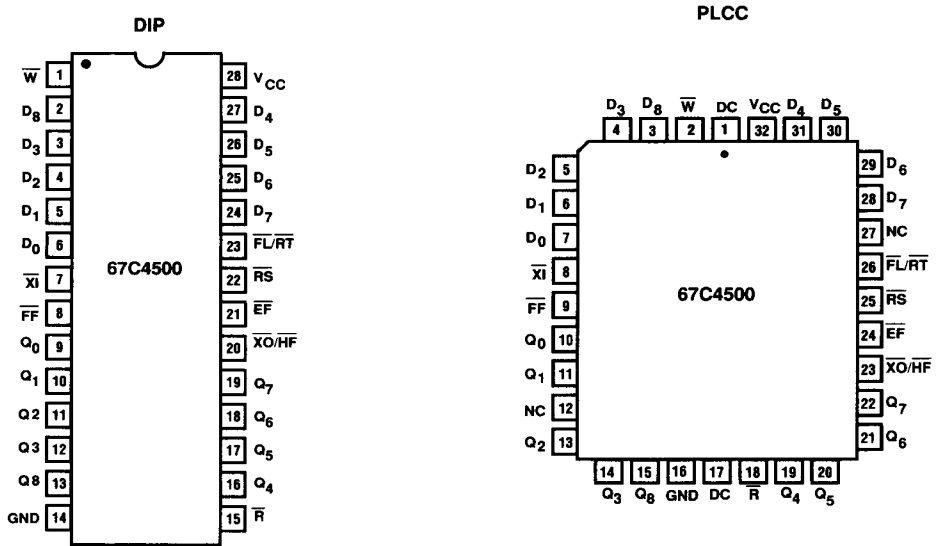 DIP
W̅ 1 28 VCC
D8 2 27 D4
D3 3 26 D5
D2 4 25 D6
D1 5 24 D7
D0 6 23 F̅L̅/R̅T̅
X̅I̅ 7 67C4500 22 R̅S̅
F̅F̅ 8 21 E̅F̅
Q0 9 20 X̅O̅/H̅F̅
Q1 10 19 Q7
Q2 11 18 Q6
Q3 12 17 Q5
Q8 13 16 Q4
GND 14 15 R̅
PLCC
D3 D8 W̅ DC VCC D4 D5
4 3 2 1 32 31 30
D2 5 29 D6
D1 6 28 D7
D0 7 27 NC
X̅I̅ 8 26 F̅L̅/R̅T̅
F̅F̅ 9 67C4500 25 R̅S̅
Q0 10 24 E̅F̅
Q1 11 23 X̅O̅/H̅F̅
NC 12 22 Q7
Q2 13 21 Q6
14 15 16 17 18 19 20
Q3 Q8 GND DC R̅ Q4 Q5